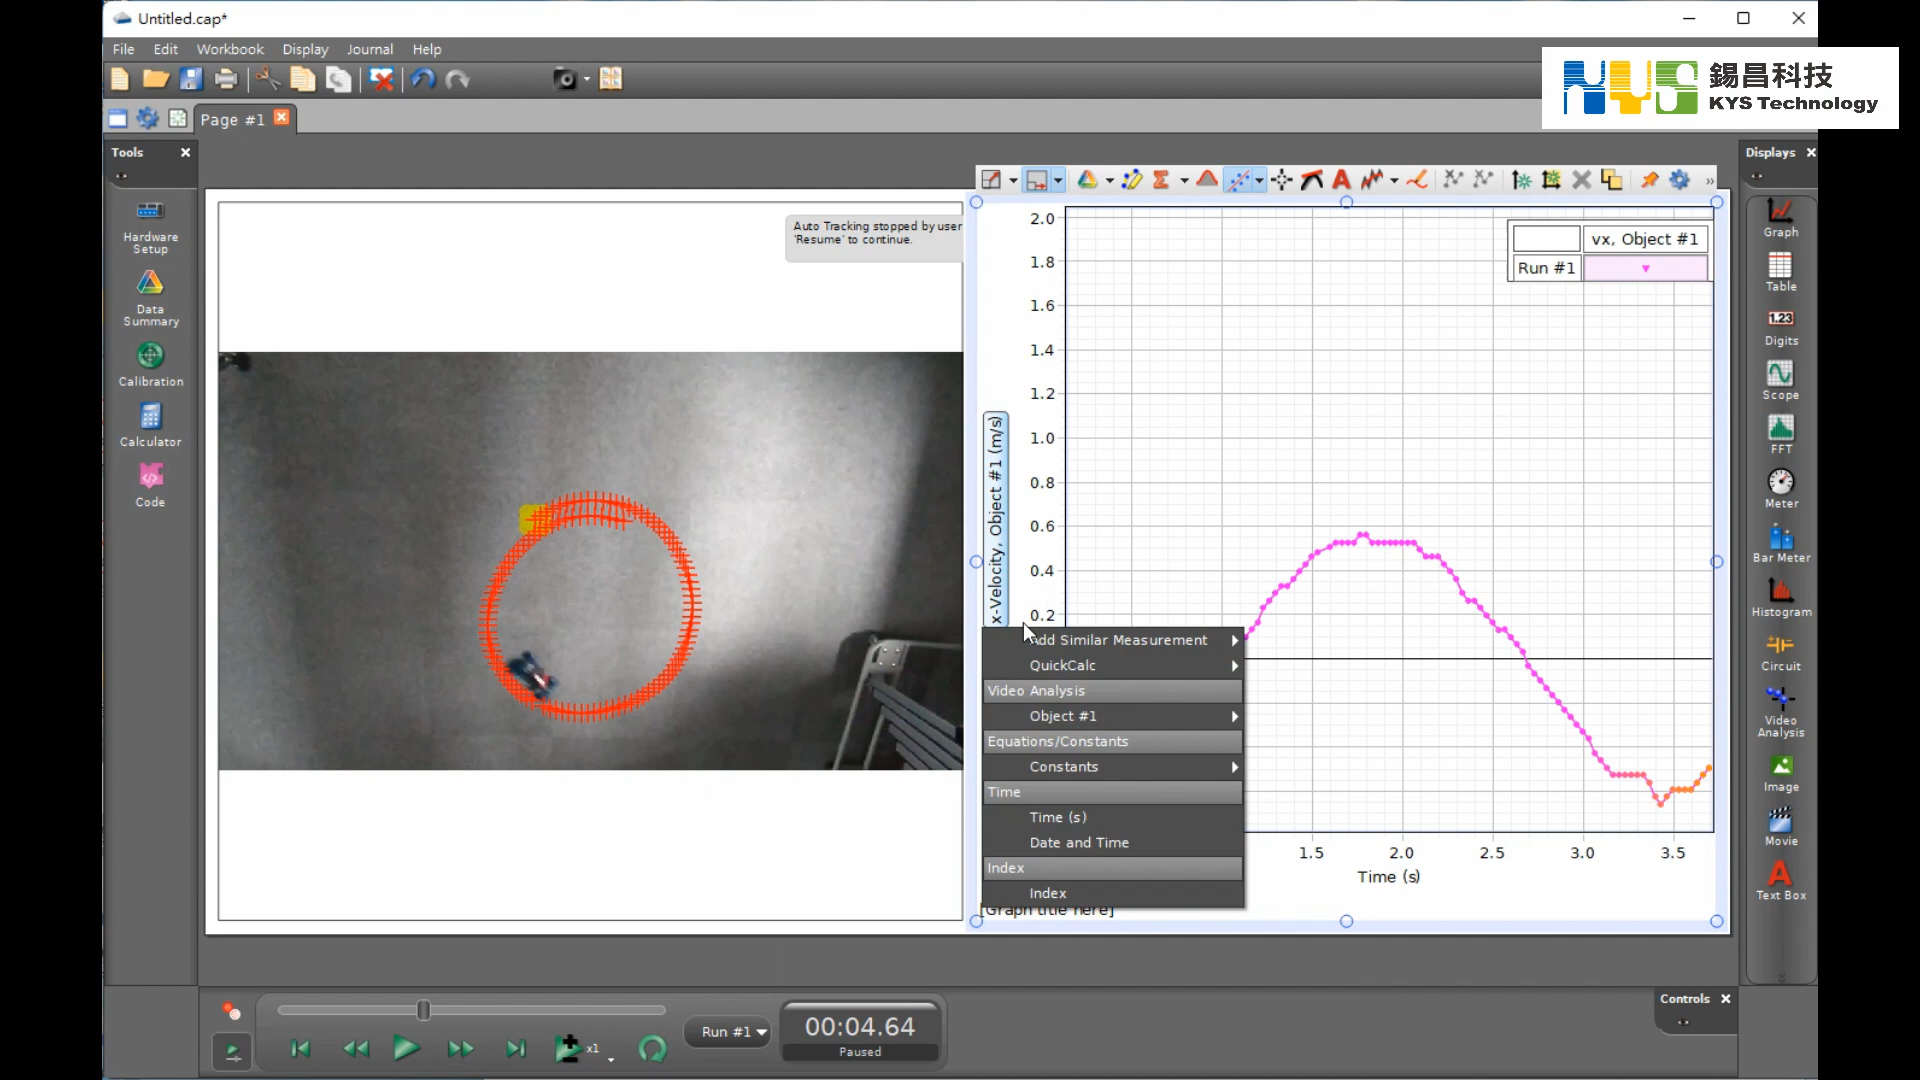 Untitled.cap*
File Edit Workbook Display Journal Help
錫昌科技
KYS Technology
Page #1
Tools
Displays
Hardware
Setup
Data
Summary
Calibration
Calculator
Code
Auto Tracking stopped by user
'Resume' to continue.
2.0
1.8
1.6
1.4
1.2
1.0
0.8
0.6
0.4
0.2
x-Velocity, Object #1 (m/s)
vx, Object #1
Run #1
Add Similar Measurement
QuickCalc
Video Analysis
Object #1
Equations/Constants
Constants
Time
Time (s)
Date and Time
Index
Index
1.5 2.0 2.5 3.0 3.5
Time (s)
[Graph title here]
Graph
Table
1.23
Digits
Scope
FFT
Meter
Bar Meter
Histogram
Circuit
Video
Analysis
Image
Movie
Text Box
Controls
x1
Run #1
00:04.64
Paused